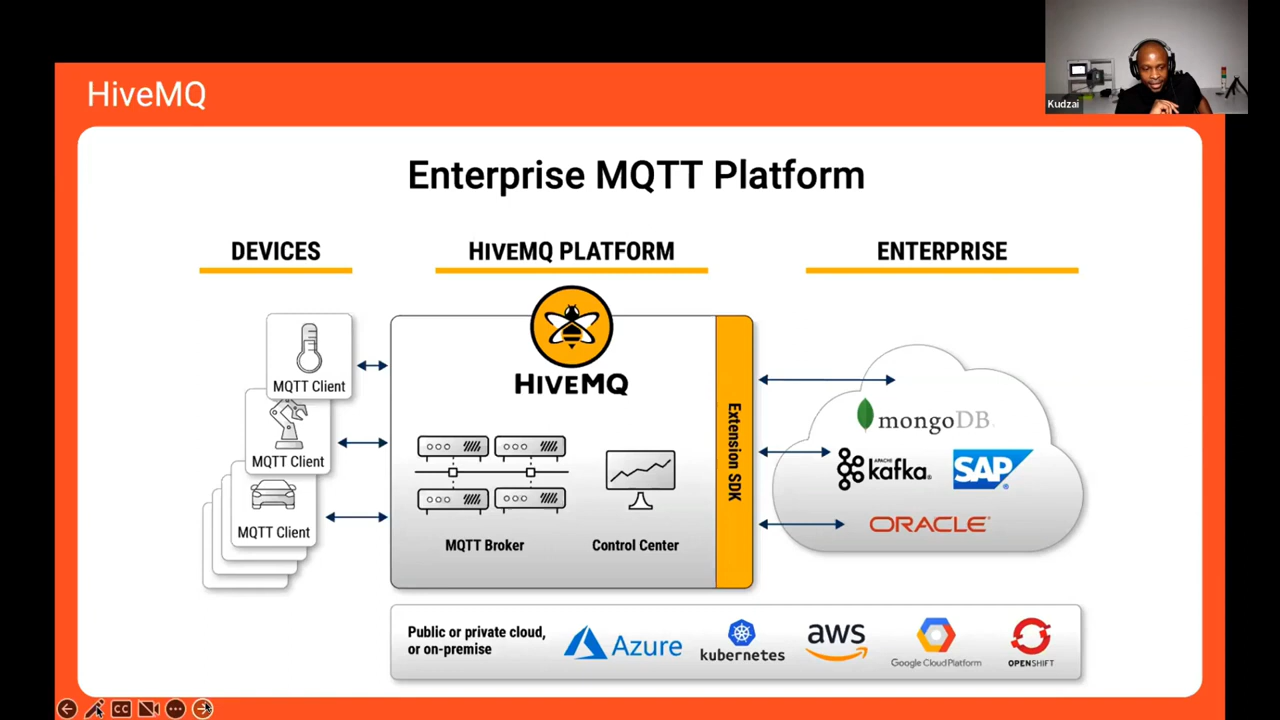 Kudzai
HiveMQ
Enterprise MQTT Platform
DEVICES
HIVEMQ PLATFORM
ENTERPRISE
MQTT Client
MQTT Client
MQTT Client
HIVEMQ
MQTT Broker
Control Center
Extension SDK
mongoDB
APACHE
kafka
SAP
ORACLE
Public or private cloud,
or on-premise
Azure
kubernetes
aws
Google Cloud Platform
OPENSHIFT
CC